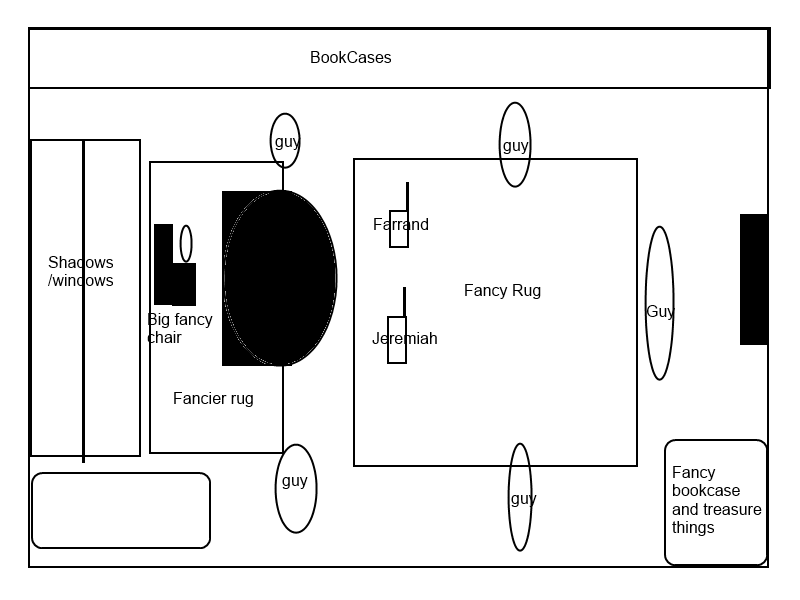 BookCases
guy
guy
Shadows
/windows
Farrand
Fancy Rug
Guy
Big fancy
chair
Jeremiah
Fancier rug
guy
guy
Fancy
bookcase
and treasure
things